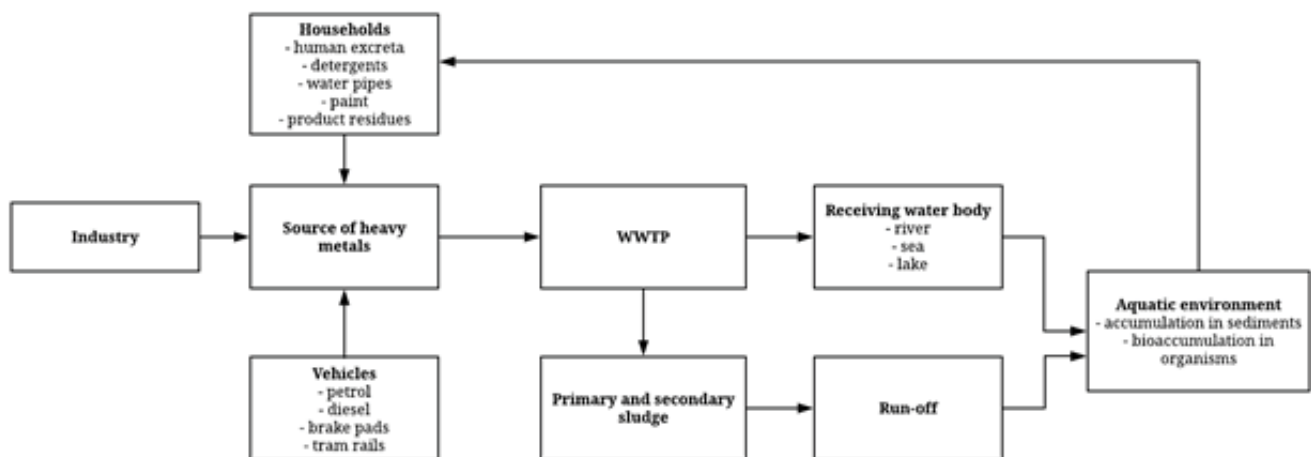 Households
- human excreta
- detergents
- water pipes
- paint
- product residues
Industry
Source of heavy
metals
WWTP
Receiving water body
- river
- sea
- lake
Aquatic environment
- accumulation in sediments
- bioaccumulation in
organisms
Vehicles
- petrol
- diesel
- brake pads
- tram rails
Primary and secondary
sludge
Run-off